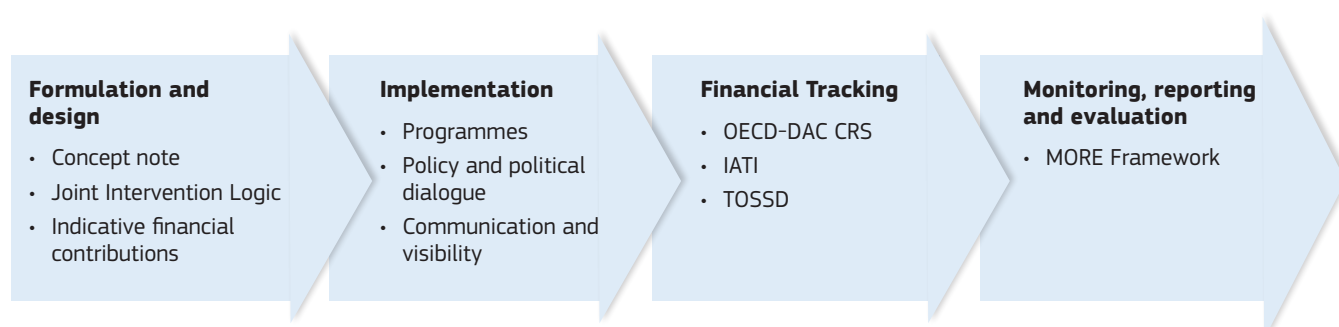 Formulation and
design
• Concept note
• Joint Intervention Logic
• Indicative financial
contributions
Implementation
• Programmes
• Policy and political
dialogue
• Communication and
visibility
Financial Tracking
• OECD-DAC CRS
• IATI
• TOSSD
Monitoring, reporting
and evaluation
• MORE Framework